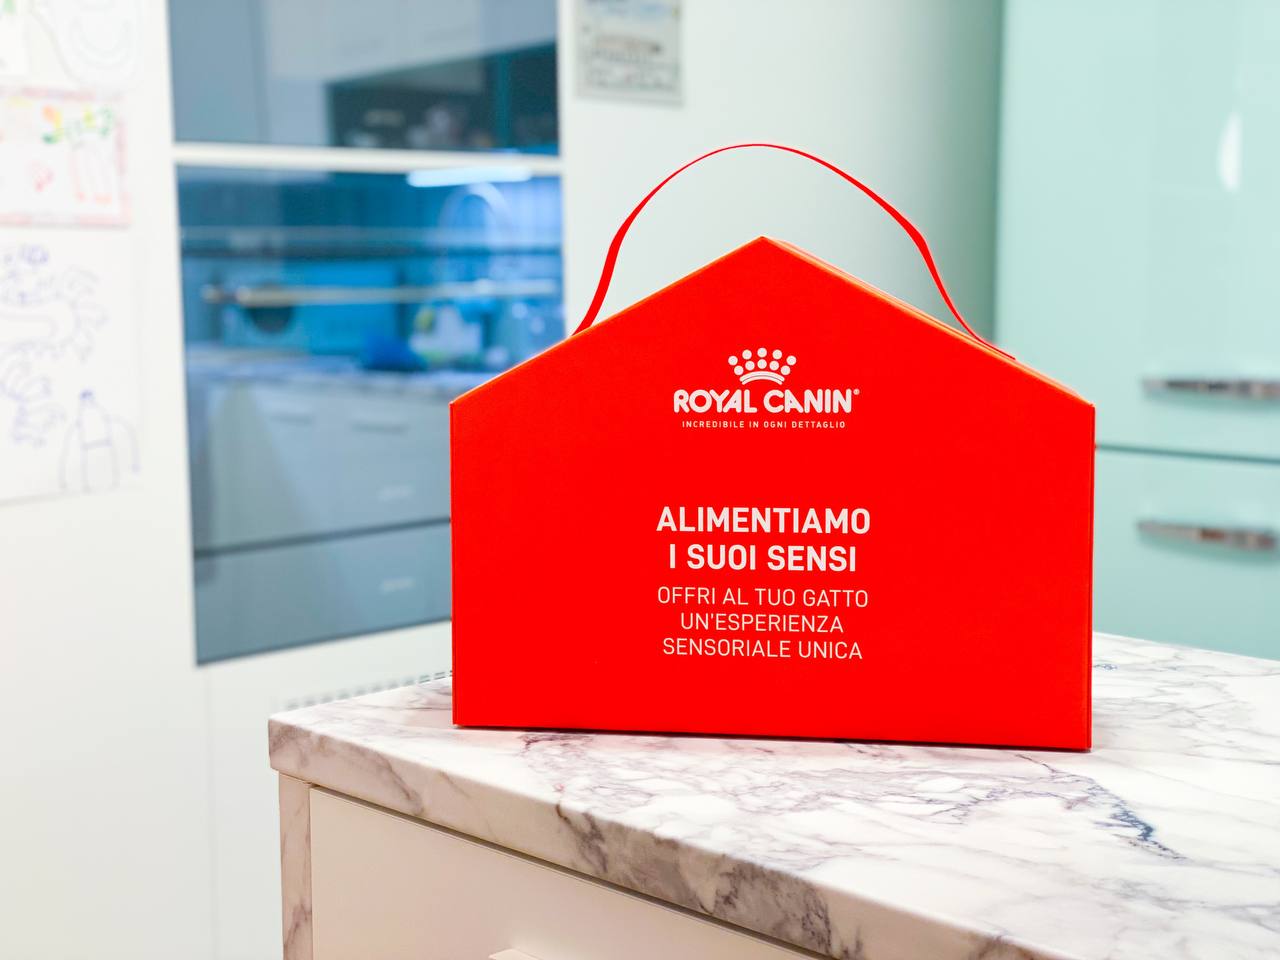 ROYAL CANIN®
INCREDIBILE IN OGNI DETTAGLIO
ALIMENTIAMO
I SUOI SENSI
OFFRI AL TUO GATTO
UN'ESPERIENZA
SENSORIALE UNICA